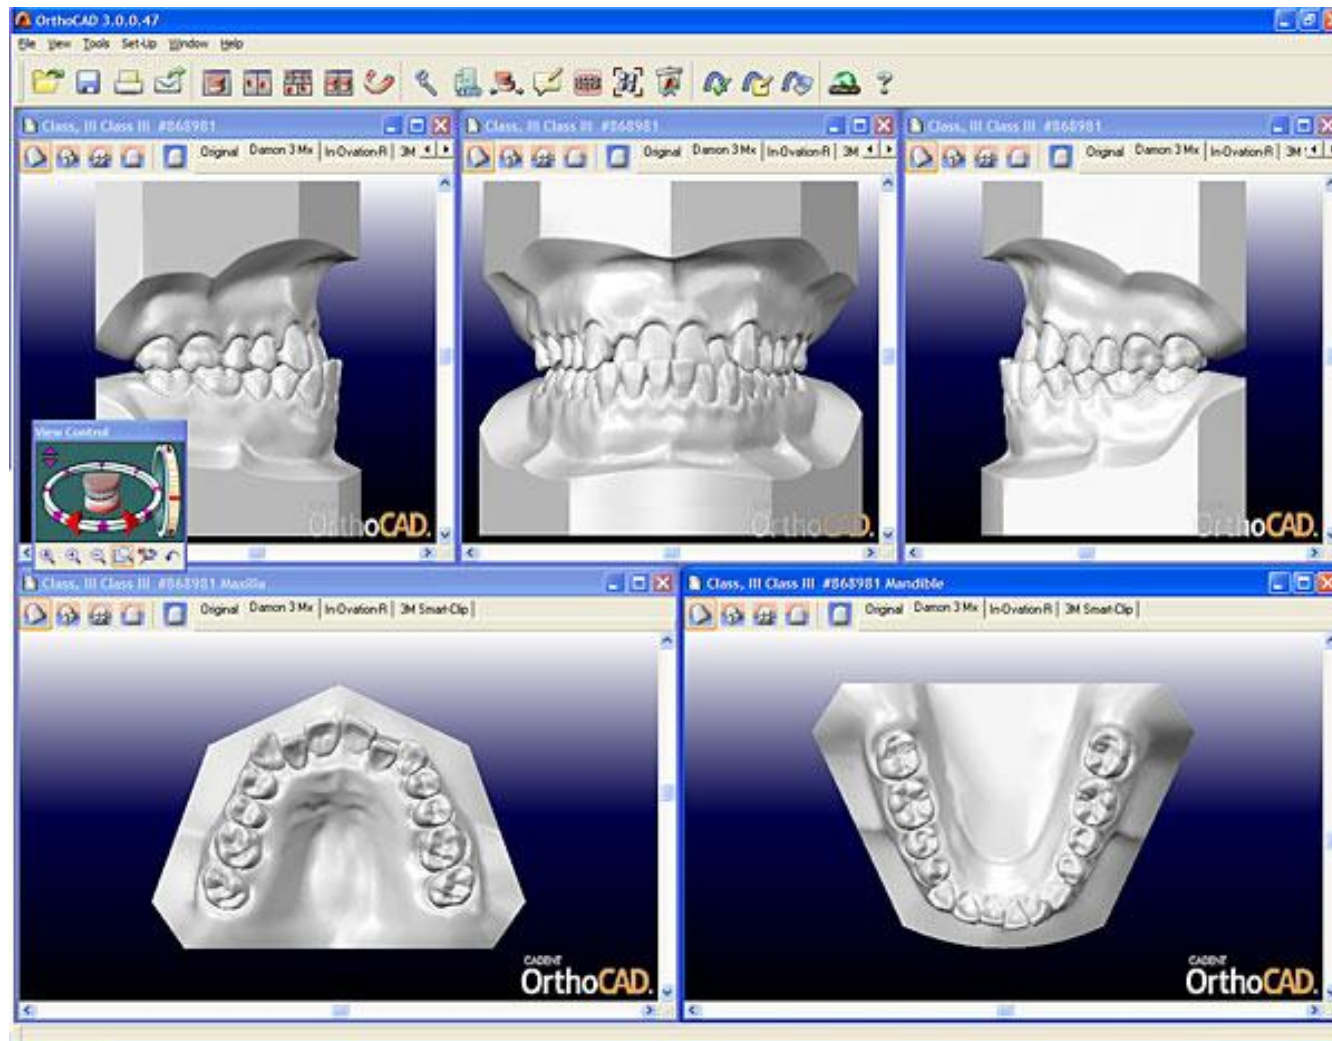 OrthoCAD 3.0.0.47
File View Tools Set-Up Window Help
Class, III Class III #868981
Original Damon 3 Mx In-Ovation-R 3M
Class, III Class III #868981
Original Damon 3 Mx In-Ovation-R 3M
Class, III Class III #868981
Original Damon 3 Mx In-Ovation-R 3M
View Control
OrthoCAD.
OrthoCAD.
OrthoCAD.
Class, III Class III #868981 Maxilla
Original Damon 3 Mx In-Ovation-R 3M Smart-Clip
Class, III Class III #868981 Mandible
Original Damon 3 Mx In-Ovation-R 3M Smart-Clip
CADENT
OrthoCAD.
CADENT
OrthoCAD.